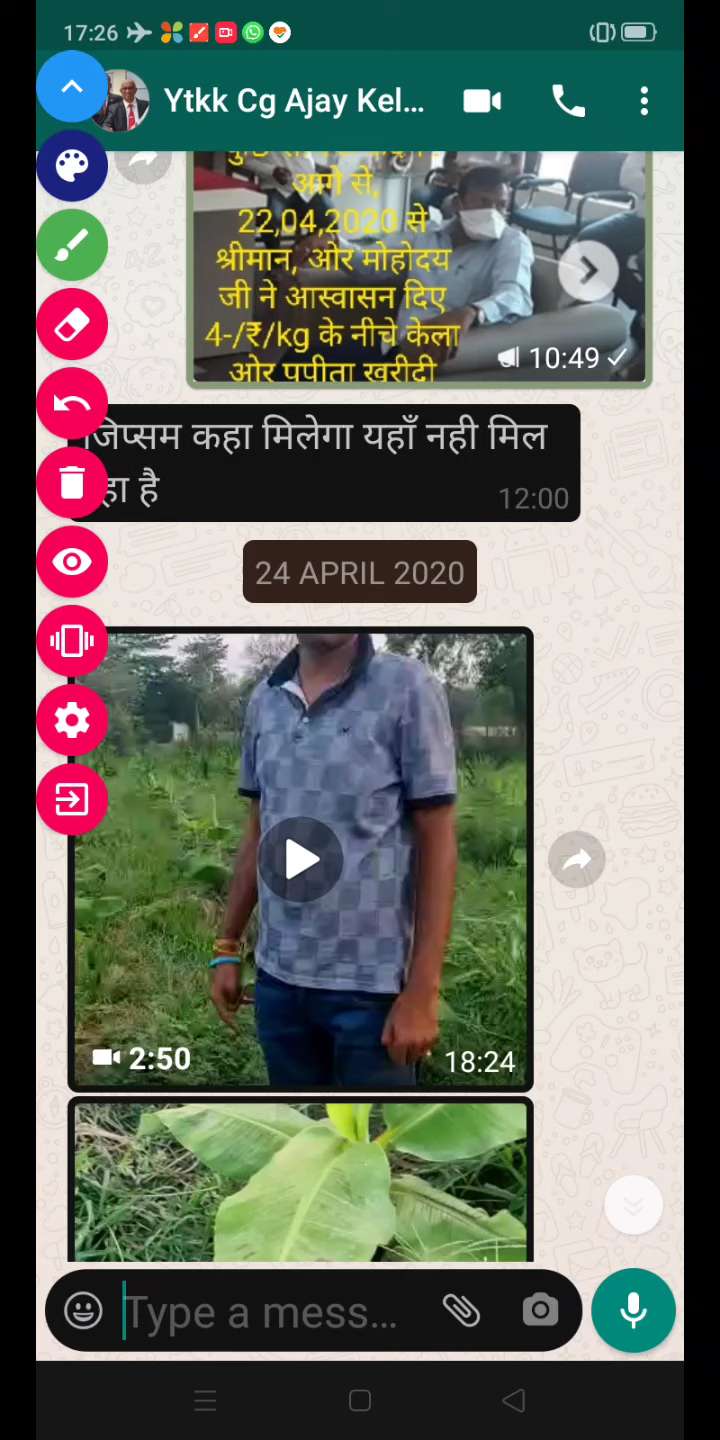 17:26
Ytkk Cg Ajay Kel...
आगे से,
22,04,2020 से
श्रीमान, ओर मोहोदय
जी ने आस्वासन दिए
4-/₹/kg के नीचे केला
ओर पपीता खरीदी
10:49
जिप्सम कहा मिलेगा यहाँ नही मिल
हा है
12:00
24 APRIL 2020
2:50
18:24
Type a mess...